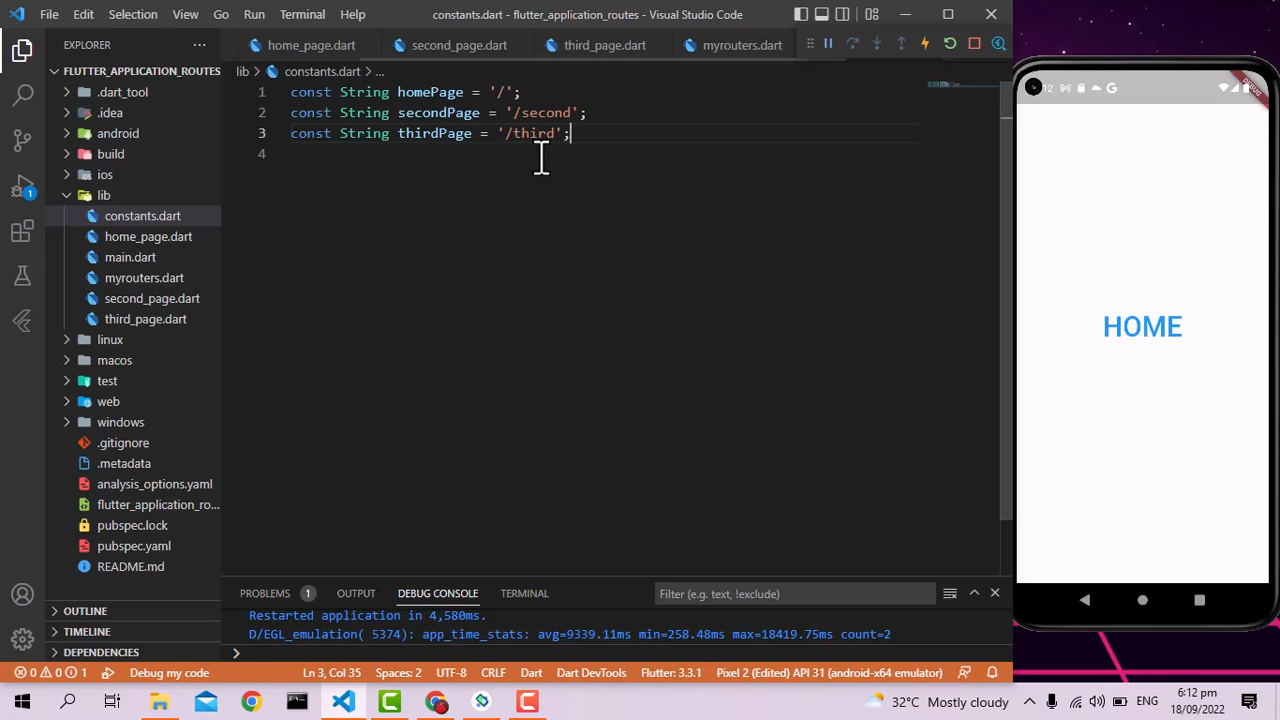 File Edit Selection View Go Run Terminal Help
constants.dart - flutter_application_routes - Visual Studio Code
EXPLORER
FLUTTER_APPLICATION_ROUTES
.dart_tool
.idea
android
build
ios
lib
constants.dart
home_page.dart
main.dart
myrouters.dart
second_page.dart
third_page.dart
linux
macos
test
web
windows
.gitignore
.metadata
analysis_options.yaml
flutter_application_ro...
pubspec.lock
pubspec.yaml
README.md
OUTLINE
TIMELINE
DEPENDENCIES
home_page.dart second_page.dart third_page.dart myrouters.dart
lib > constants.dart > ...
1 const String homePage = '/';
2 const String secondPage = '/second';
3 const String thirdPage = '/third';
4
PROBLEMS 1 OUTPUT DEBUG CONSOLE TERMINAL Filter (e.g. text, !exclude)
Restarted application in 4,580ms.
D/EGL_emulation( 5374): app_time_stats: avg=9339.11ms min=258.48ms max=18419.75ms count=2
>
1
0 0 1 Debug my code Ln 3, Col 35 Spaces: 2 UTF-8 CRLF Dart Dart DevTools Flutter: 3.3.1 Pixel 2 (Edited) API 31 (android-x64 emulator)
12 G
DEBUG
HOME
32°C Mostly cloudy ENG 6:12 pm
18/09/2022